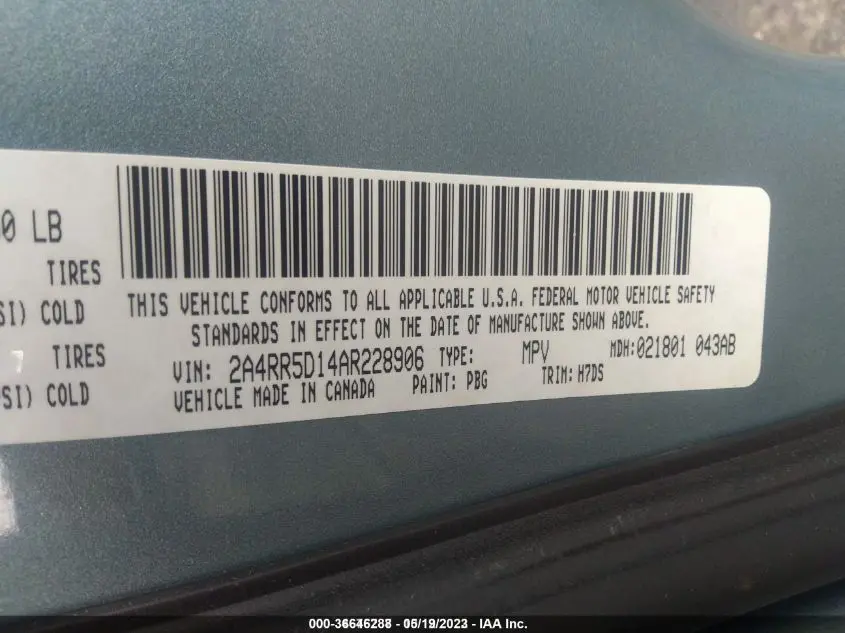 0 LB
TIRES
SI) COLD
TIRES
PSI) COLD
THIS VEHICLE CONFORMS TO ALL APPLICABLE U.S.A. FEDERAL MOTOR VEHICLE SAFETY
STANDARDS IN EFFECT ON THE DATE OF MANUFACTURE SHOWN ABOVE.
VIN: 2A4RR5D14AR228906 TYPE: MPV MDH:021801 043AB
VEHICLE MADE IN CANADA PAINT: PBG TRIM: H7DS
000-36646288 - 06/19/2023 - IAA Inc.